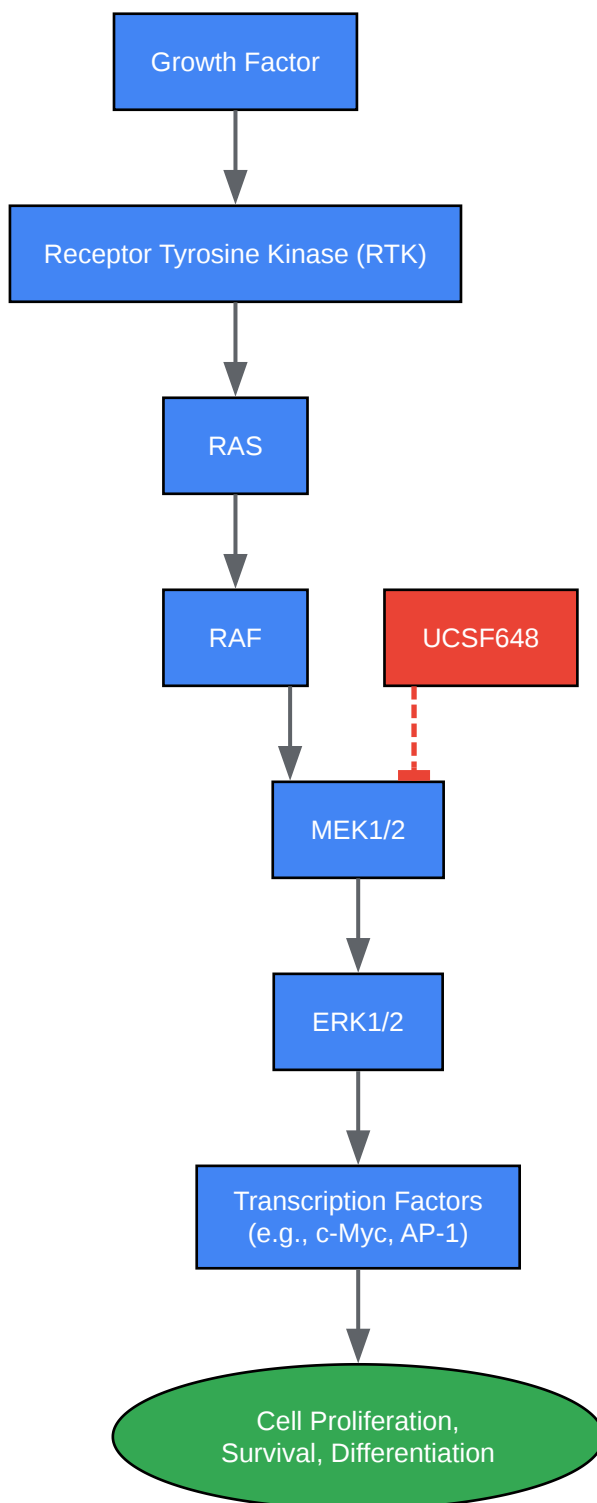 Growth Factor
Receptor Tyrosine Kinase (RTK)
RAS
RAF
UCSF648
MEK1/2
ERK1/2
Transcription Factors
(e.g., c-Myc, AP-1)
Cell Proliferation,
Survival, Differentiation